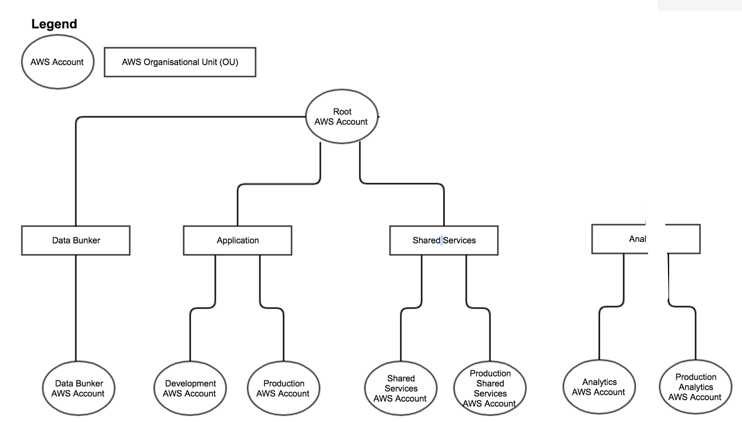 Legend
AWS Account
AWS Organisational Unit (OU)
Root
AWS Account
Data Bunker
Application
Shared Services
Data Bunker
AWS Account
Development
AWS Account
Production
AWS Account
Shared
Services
AWS Account
Production
Shared
Services
AWS Account
Analytics
AWS Account
Production
Analytics
AWS Account